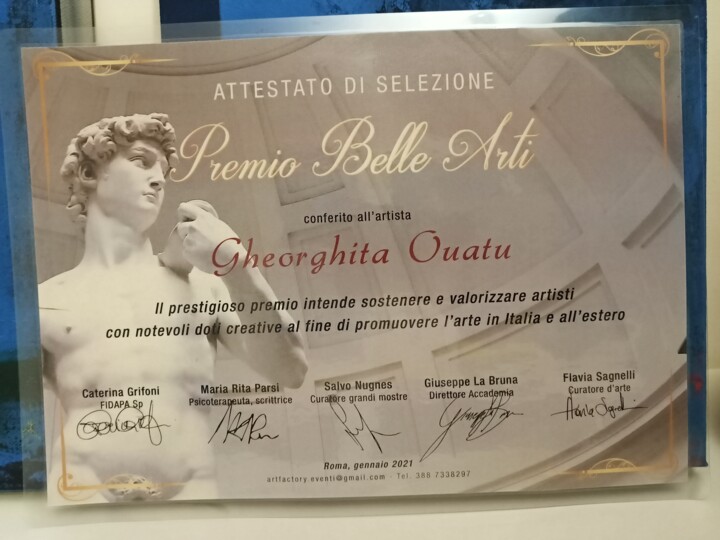 ATTESTATO DI SELEZIONE
Premio Belle Arti
conferito all'artista
Gheorghita Ouatu
Il prestigioso premio intende sostenere e valorizzare artisti
con notevoli doti creative al fine di promuovere l'arte in Italia e all'estero
Caterina Grifoni
FIDAPA Sp
Maria Rita Parsi
Psicoterapeuta, scrittrice
Salvo Nugnes
Curatore grandi mostre
Giuseppe La Bruna
Direttore Accademia
Flavia Sagnelli
Curatore d'arte
Roma, gennaio 2021
artfactory.eventi@gmail.com - Tel. 388 7338297